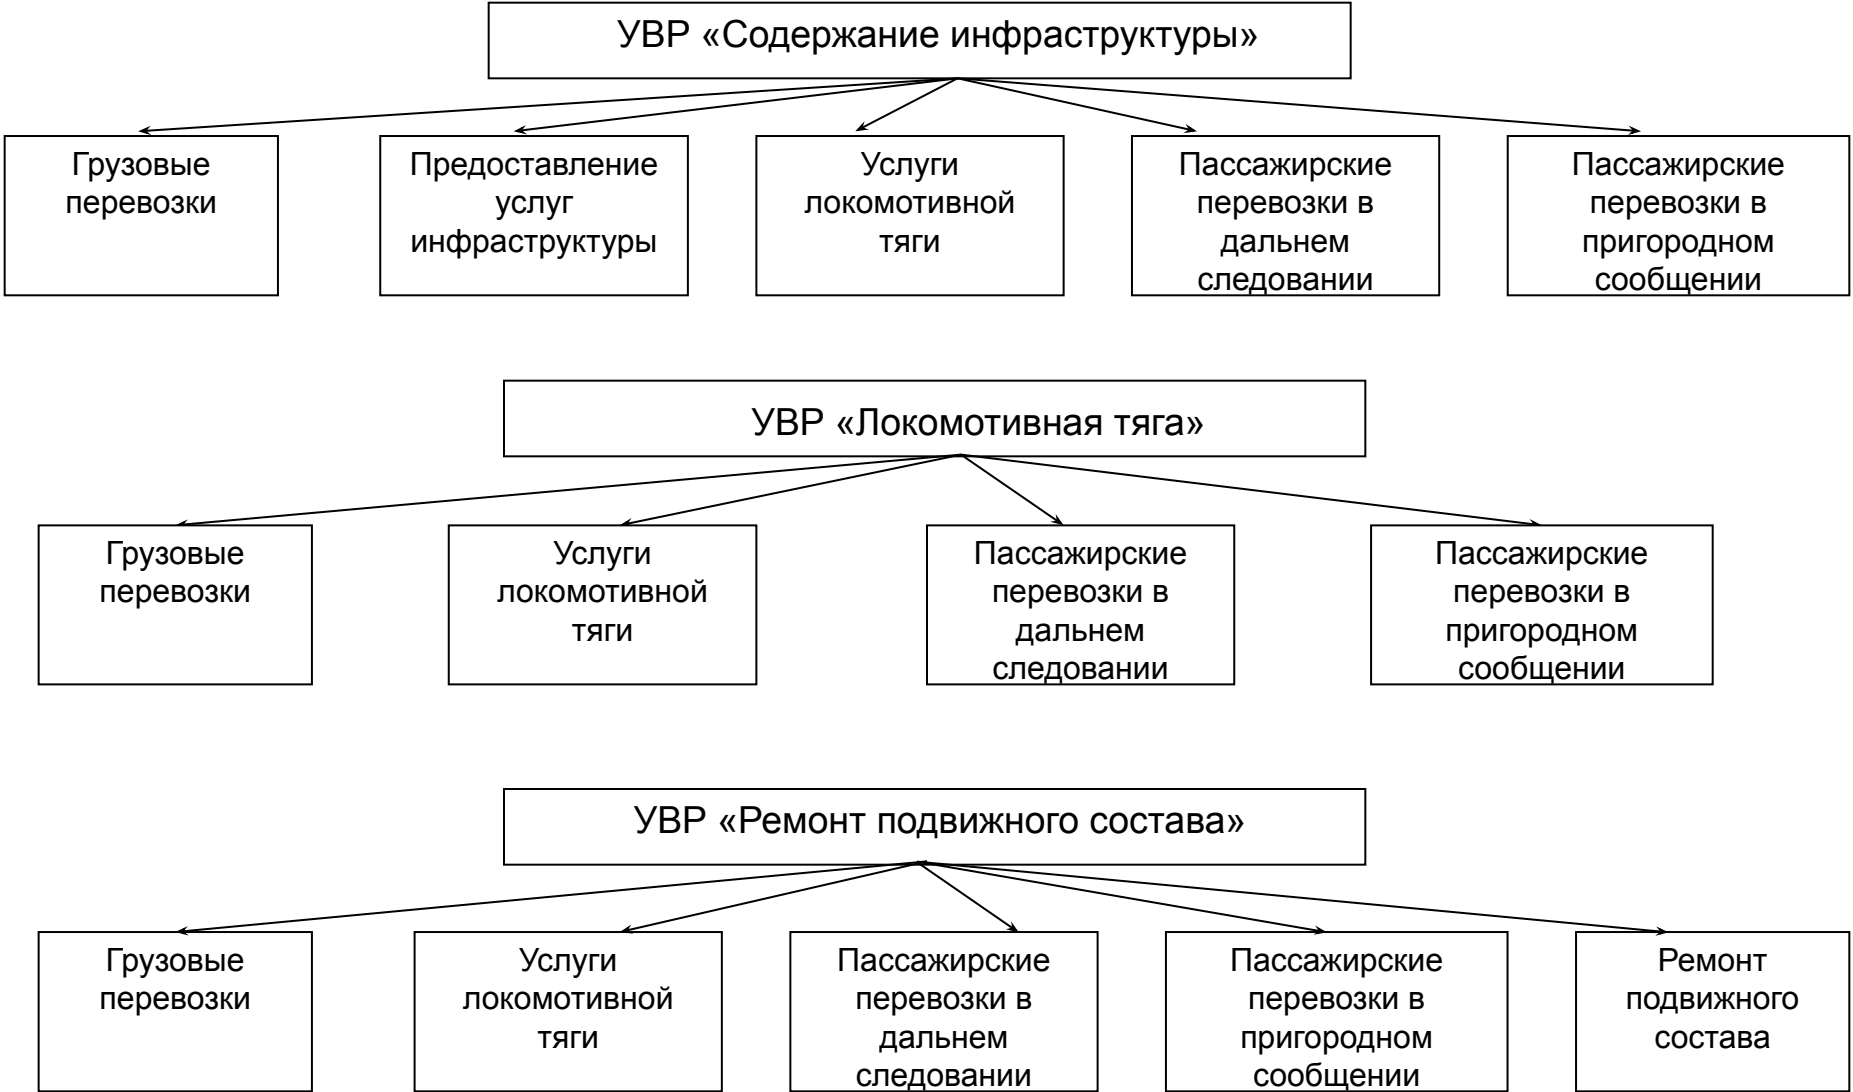 УВР «Содержание инфраструктуры»
Грузовые
перевозки
Предоставление
услуг
инфраструктуры
Услуги
локомотивной
тяги
Пассажирские
перевозки в
дальнем
следовании
Пассажирские
перевозки в
пригородном
сообщении
УВР «Локомотивная тяга»
Грузовые
перевозки
Услуги
локомотивной
тяги
Пассажирские
перевозки в
дальнем
следовании
Пассажирские
перевозки в
пригородном
сообщении
УВР «Ремонт подвижного состава»
Грузовые
перевозки
Услуги
локомотивной
тяги
Пассажирские
перевозки в
дальнем
следовании
Пассажирские
перевозки в
пригородном
сообщении
Ремонт
подвижного
состава